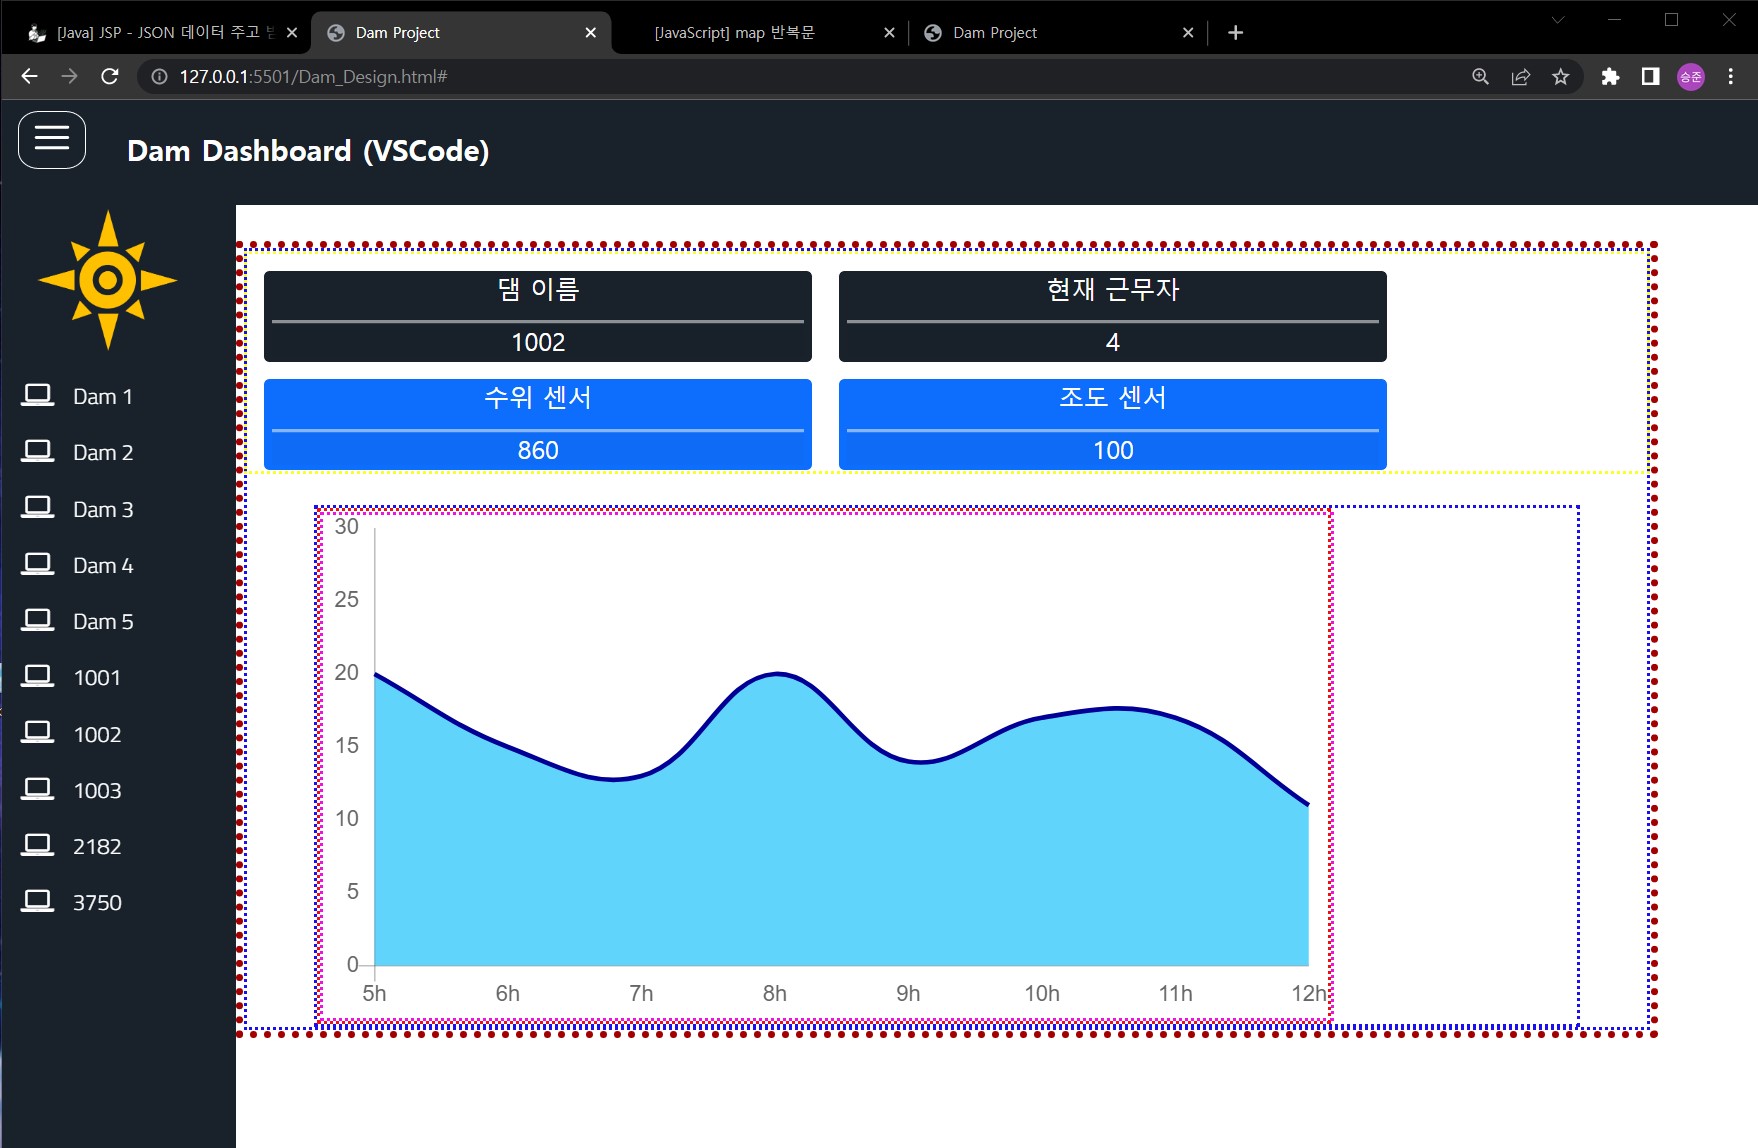 [Java] JSP - JSON 데이터 주고
Dam Project
[JavaScript] map 반복문
Dam Project
127.0.0.1:5501/Dam_Design.html#
승준
Dam Dashboard (VSCode)
Dam 1
Dam 2
Dam 3
Dam 4
Dam 5
1001
1002
1003
2182
3750
댐 이름
1002
현재 근무자
4
수위 센서
860
조도 센서
100
30
25
20
15
10
5
0
5h 6h 7h 8h 9h 10h 11h 12h